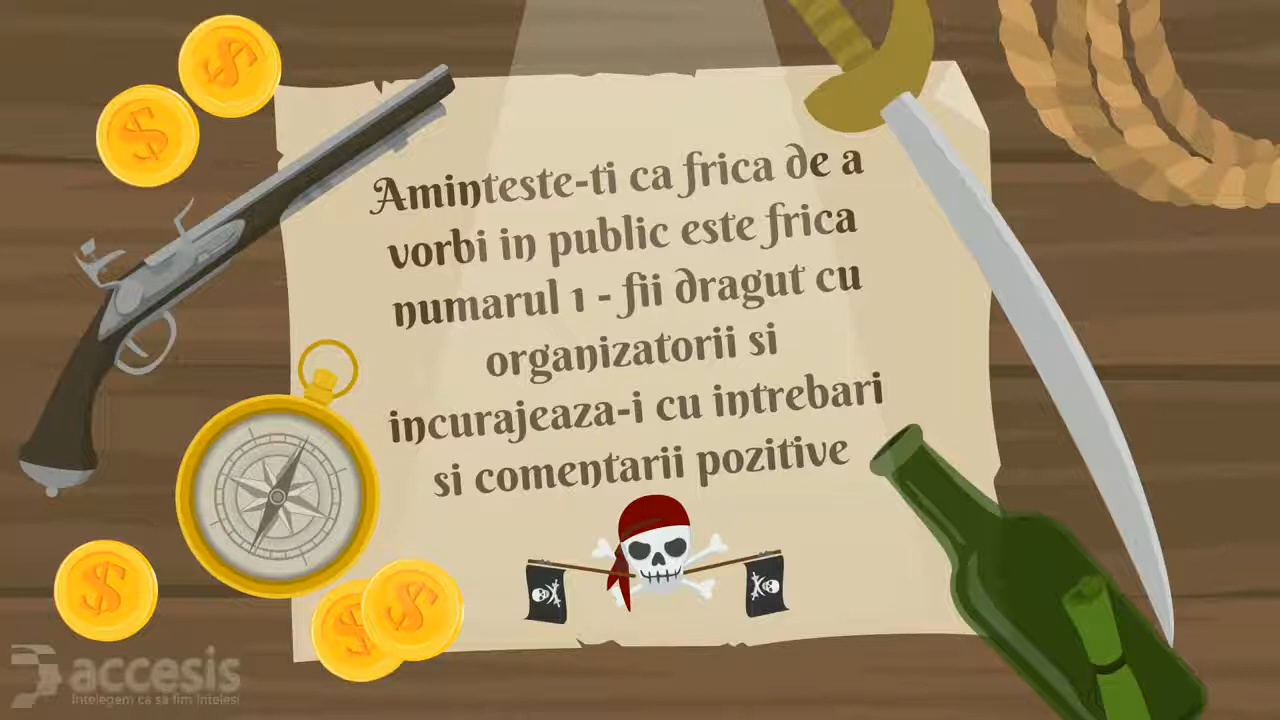 Aminteste-ti ca frica de a
vorbi in public este frica
numarul 1 - fii dragut cu
organizatorii si
incurajeaza-i cu intrebari
si comentarii pozitive
accesis
Intelegem ca sa fim intelesi